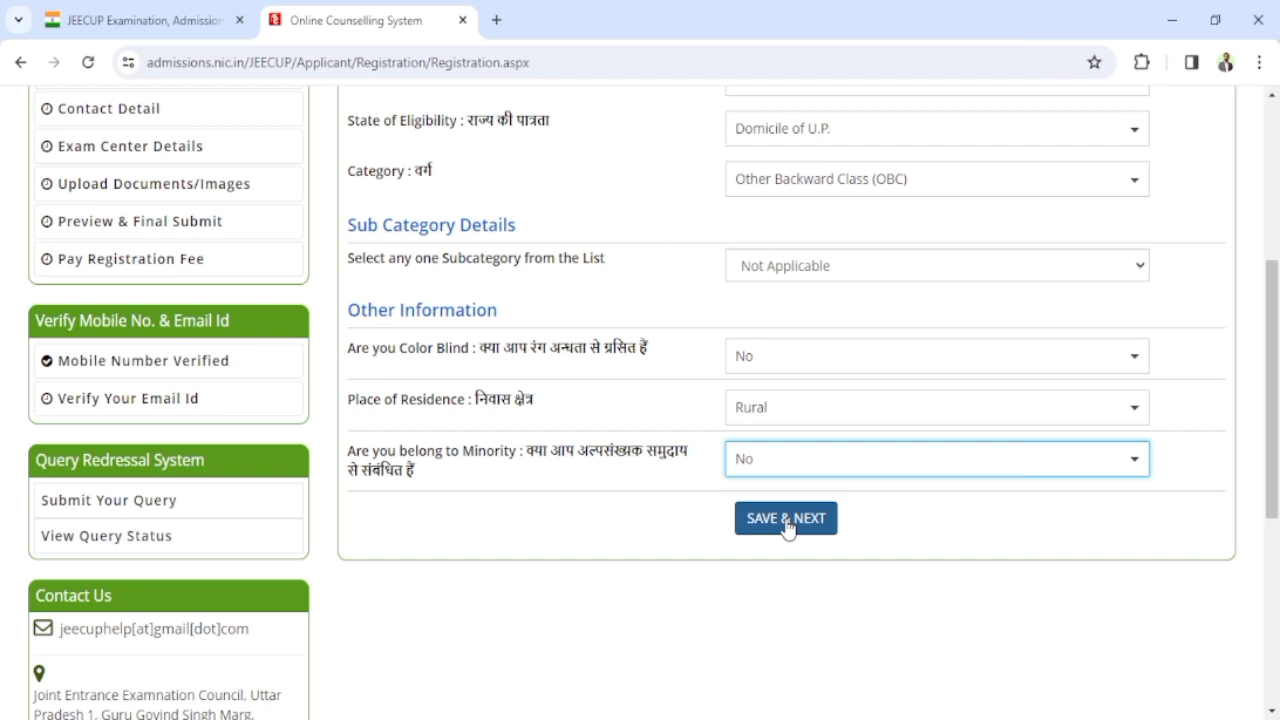 JEECUP Examination, Admission
Online Counselling System
admissions.nic.in/JEECUP/Applicant/Registration/Registration.aspx
Contact Detail
Exam Center Details
Upload Documents/Images
Preview & Final Submit
Pay Registration Fee
Verify Mobile No. & Email Id
Mobile Number Verified
Verify Your Email Id
Query Redressal System
Submit Your Query
View Query Status
Contact Us
jeecuphelp[at]gmail[dot]com
Joint Entrance Examnation Council, Uttar
Pradesh 1, Guru Govind Singh Marg,
State of Eligibility : राज्य की पात्रता
Domicile of U.P.
Category : वर्ग
Other Backward Class (OBC)
Sub Category Details
Select any one Subcategory from the List
Not Applicable
Other Information
Are you Color Blind : क्या आप रंग अन्धता से ग्रसित हैं
No
Place of Residence : निवास क्षेत्र
Rural
Are you belong to Minority : क्या आप अल्पसंख्यक समुदाय
से संबंधित हैं
No
SAVE & NEXT